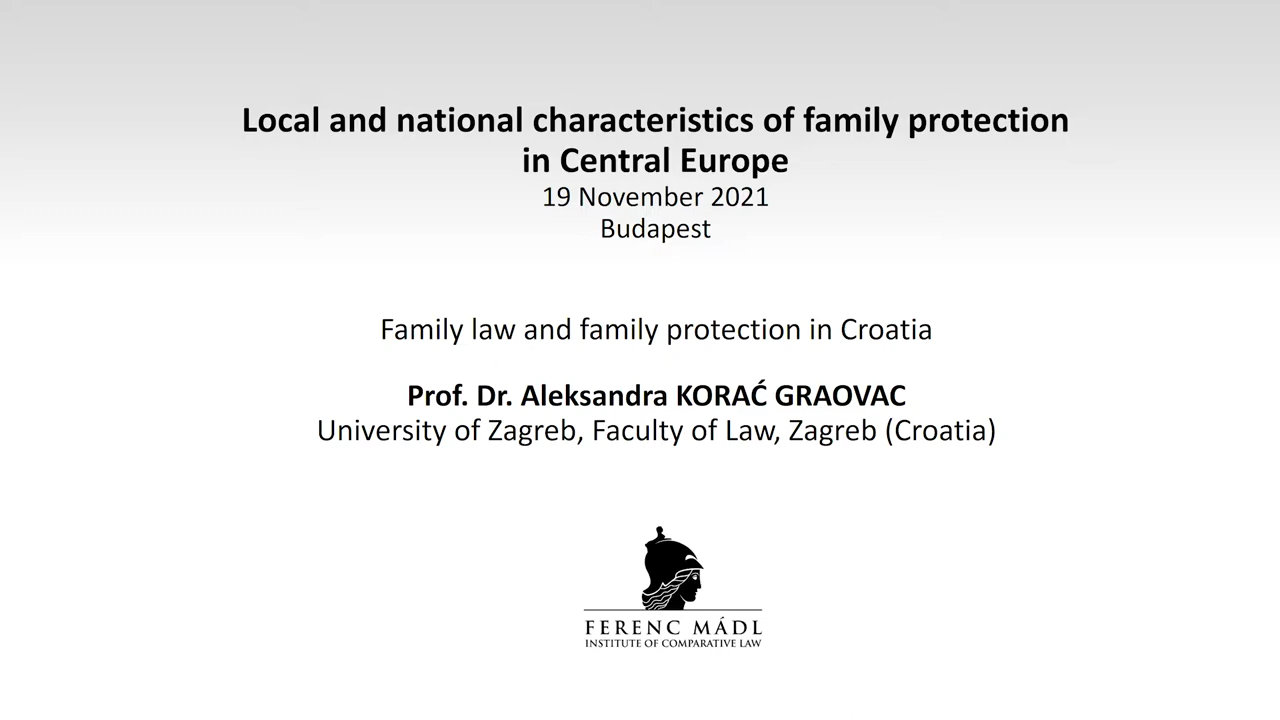 Local and national characteristics of family protection
in Central Europe
19 November 2021
Budapest
Family law and family protection in Croatia
Prof. Dr. Aleksandra KORAĆ GRAOVAC
University of Zagreb, Faculty of Law, Zagreb (Croatia)
FERENC MÁDL
INSTITUTE OF COMPARATIVE LAW